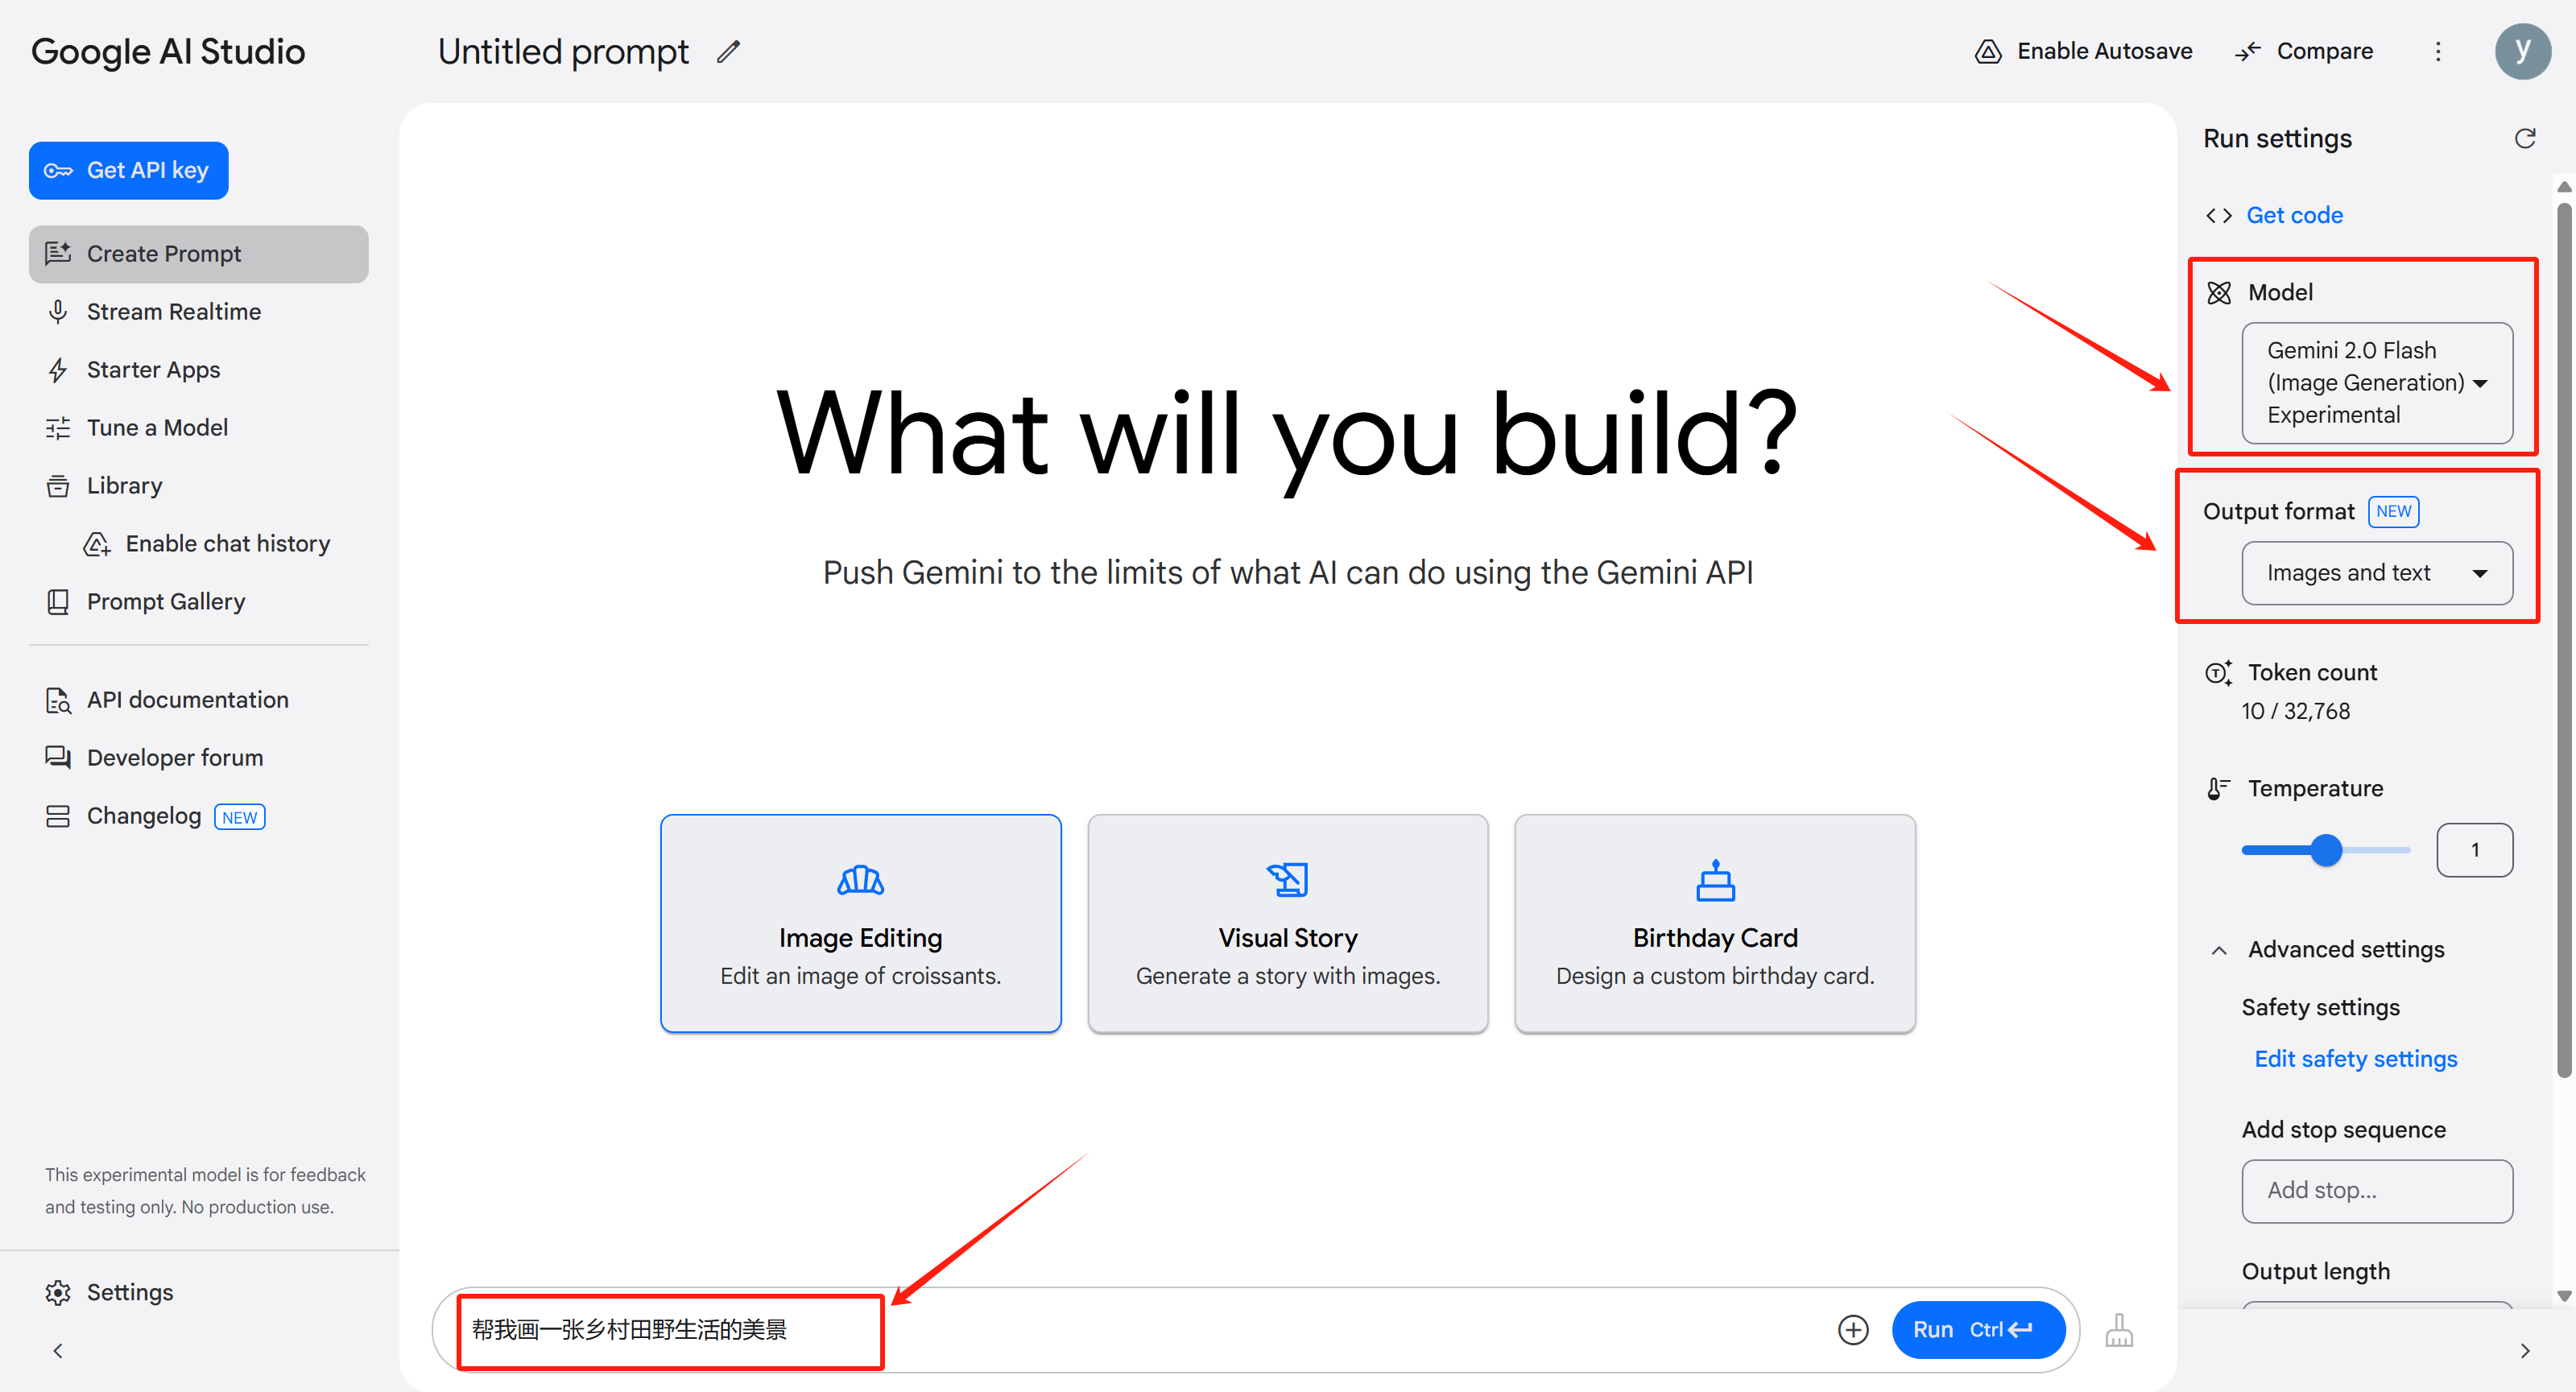 Google AI Studio
Untitled prompt
Enable Autosave
Compare
y
Get API key
Create Prompt
Stream Realtime
Starter Apps
Tune a Model
Library
Enable chat history
Prompt Gallery
API documentation
Developer forum
Changelog NEW
This experimental model is for feedback
and testing only. No production use.
Settings
What will you build?
Push Gemini to the limits of what AI can do using the Gemini API
Image Editing
Edit an image of croissants.
Visual Story
Generate a story with images.
Birthday Card
Design a custom birthday card.
帮我画一张乡村田野生活的美景
Run Ctrl
Run settings
Get code
Model
Gemini 2.0 Flash
(Image Generation)
Experimental
Output format NEW
Images and text
Token count
10 / 32,768
Temperature
1
Advanced settings
Safety settings
Edit safety settings
Add stop sequence
Add stop...
Output length